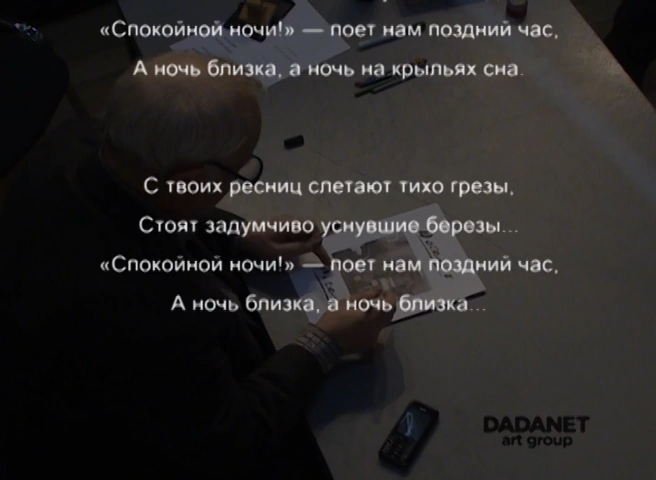 «Спокойной ночи!» — поет нам поздний час,
А ночь близка, а ночь на крыльях сна.
С твоих ресниц слетают тихо грезы,
Стоят задумчиво уснувшие березы...
«Спокойной ночи!» — поет нам поздний час,
А ночь близка, а ночь близка...
DADANET
art group